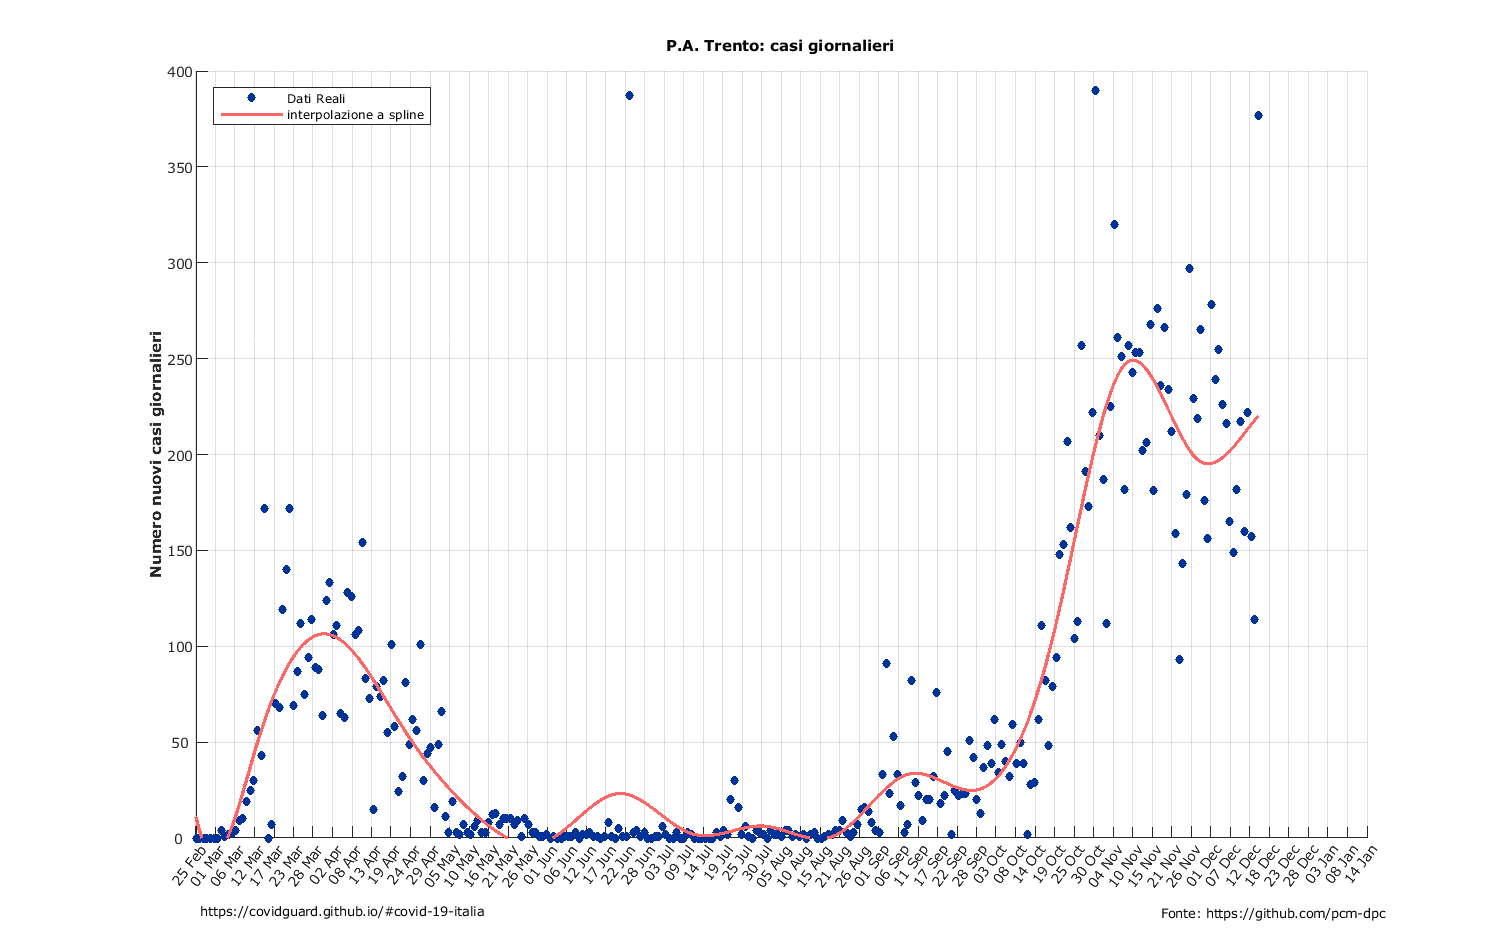 P.A. Trento: casi giornalieri
Dati Reali
interpolazione a spline
Numero nuovi casi giornalieri
400
350
300
250
200
150
100
50
0
25 Feb
01 Mar
06 Mar
12 Mar
17 Mar
23 Mar
28 Mar
02 Apr
08 Apr
13 Apr
19 Apr
24 Apr
29 Apr
05 May
10 May
16 May
21 May
26 May
01 Jun
06 Jun
12 Jun
17 Jun
22 Jun
28 Jun
03 Jul
09 Jul
14 Jul
19 Jul
25 Jul
30 Jul
05 Aug
10 Aug
15 Aug
21 Aug
26 Aug
01 Sep
06 Sep
11 Sep
17 Sep
22 Sep
28 Sep
03 Oct
08 Oct
14 Oct
19 Oct
25 Oct
30 Oct
04 Nov
10 Nov
15 Nov
21 Nov
26 Nov
01 Dec
07 Dec
12 Dec
18 Dec
23 Dec
28 Dec
03 Jan
08 Jan
14 Jan
https://covidguard.github.io/#covid-19-italia
Fonte: https://github.com/pcm-dpc